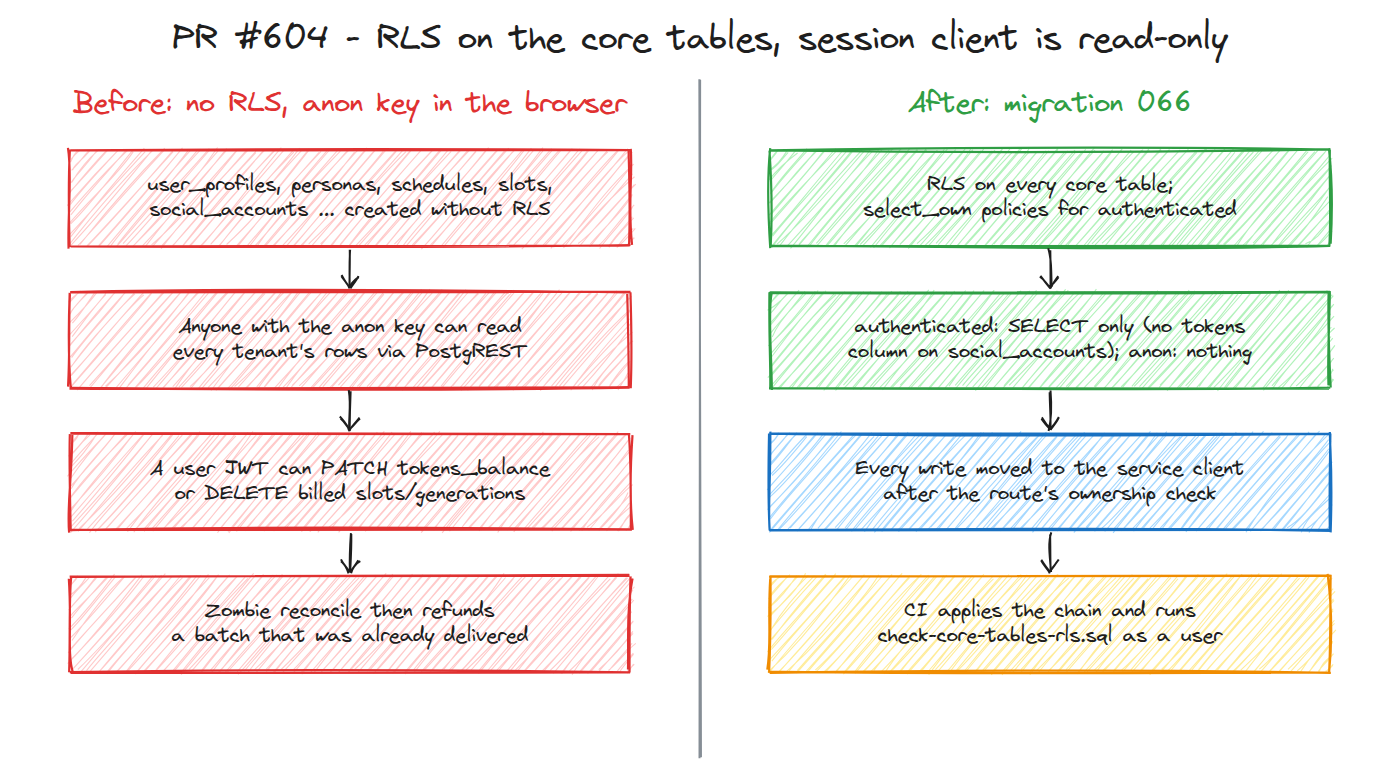 PR #604 - RLS on the core tables, session client is read-only
Before: no RLS, anon key in the browser
user_profiles, personas, schedules, slots,
social_accounts ... created without RLS
Anyone with the anon key can read
every tenant's rows via PostgREST
A user JWT can PATCH tokens_balance
or DELETE billed slots/generations
Zombie reconcile then refunds
a batch that was already delivered
After: migration 066
RLS on every core table;
select_own policies for authenticated
authenticated: SELECT only (no tokens
column on social_accounts); anon: nothing
Every write moved to the service client
after the route's ownership check
CI applies the chain and runs
check-core-tables-rls.sql as a user